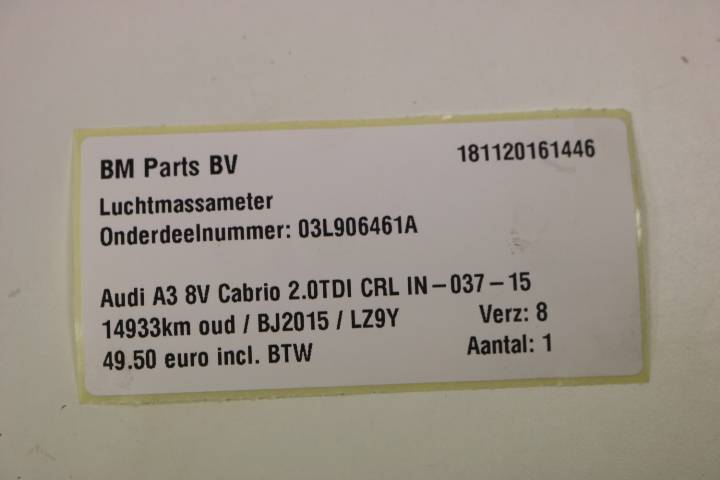 BM Parts BV 181120161446
Luchtmassameter
Onderdeelnummer: 03L906461A
Audi A3 8V Cabrio 2.0TDI CRL IN-037-15
14933km oud / BJ2015 / LZ9Y Verz: 8
49.50 euro incl. BTW Aantal: 1